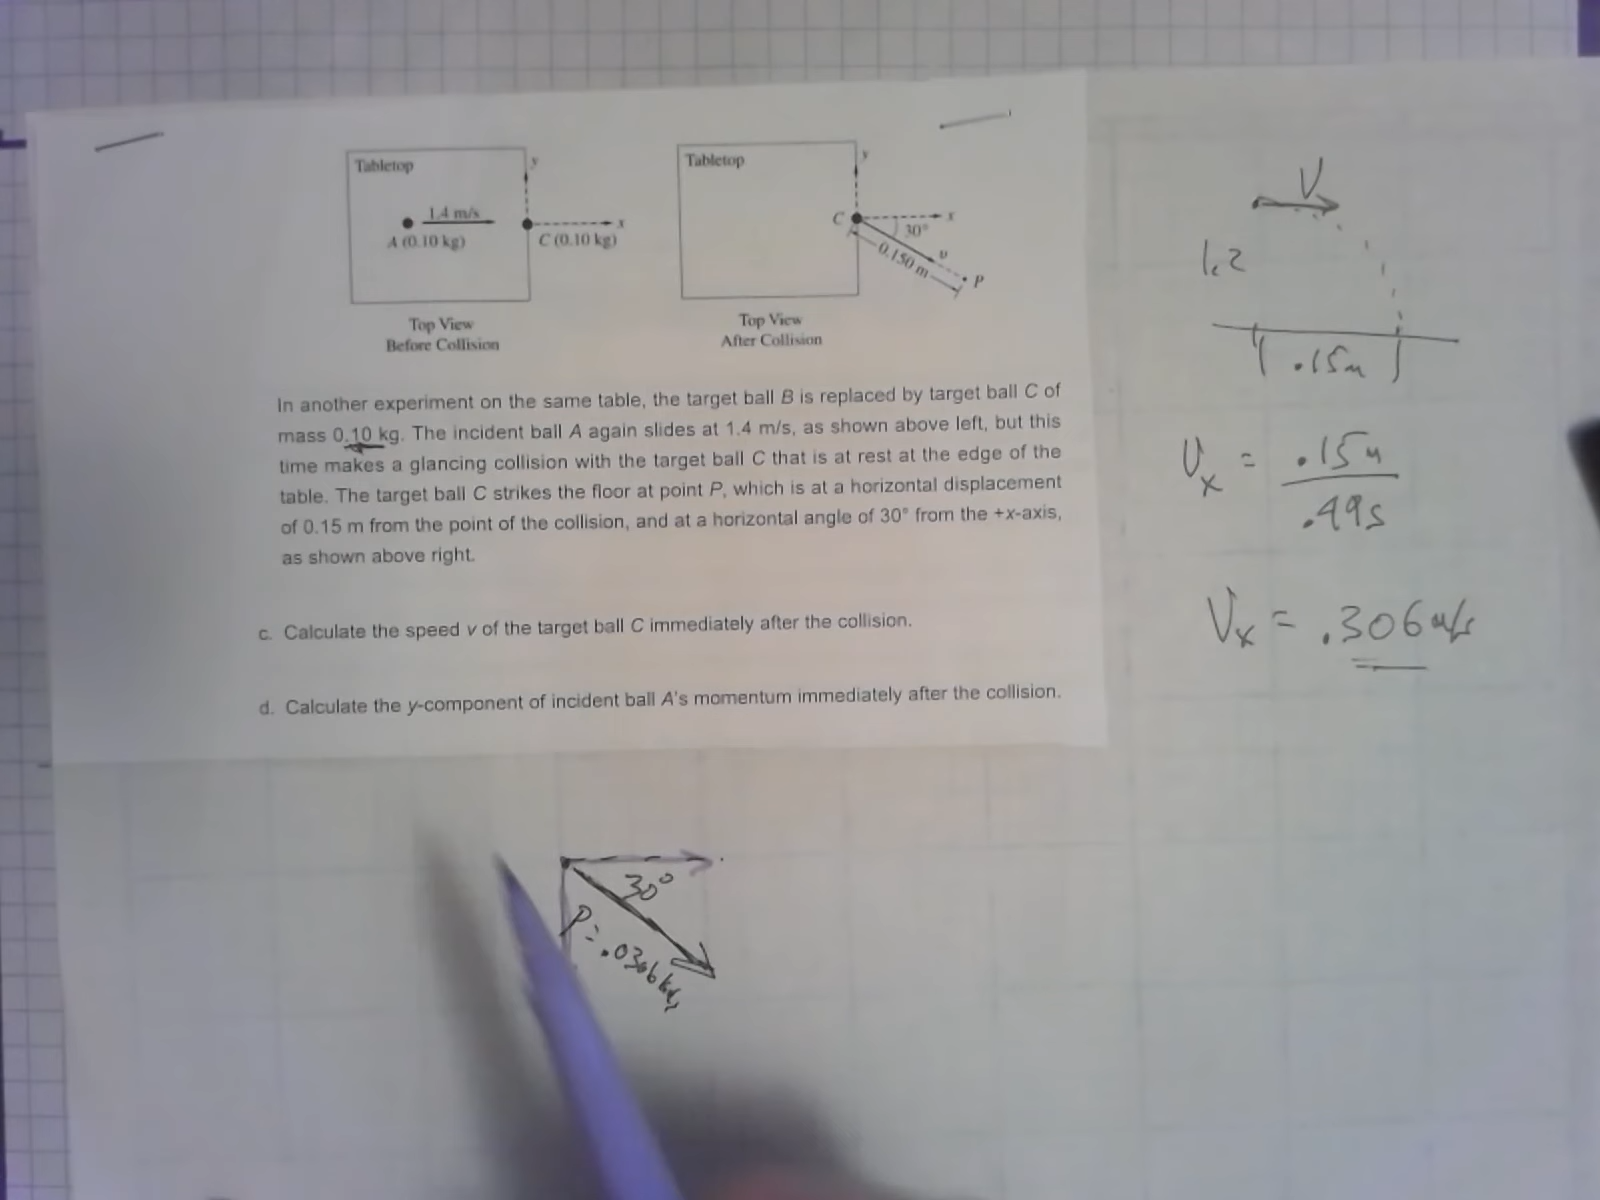 Tabletop
y
1.4 m/s
x
A (0.10 kg)
C (0.10 kg)
Top View
Before Collision
Tabletop
y
C
x
30°
0.150 m
v
P
Top View
After Collision
In another experiment on the same table, the target ball B is replaced by target ball C of
mass 0.10 kg. The incident ball A again slides at 1.4 m/s, as shown above left, but this
time makes a glancing collision with the target ball C that is at rest at the edge of the
table. The target ball C strikes the floor at point P, which is at a horizontal displacement
of 0.15 m from the point of the collision, and at a horizontal angle of 30° from the +x-axis,
as shown above right.
c. Calculate the speed v of the target ball C immediately after the collision.
d. Calculate the y-component of incident ball A's momentum immediately after the collision.
V
1.2
.15m
Vx = .15m
.49s
Vx = .306 m/s
30°
P = .0306